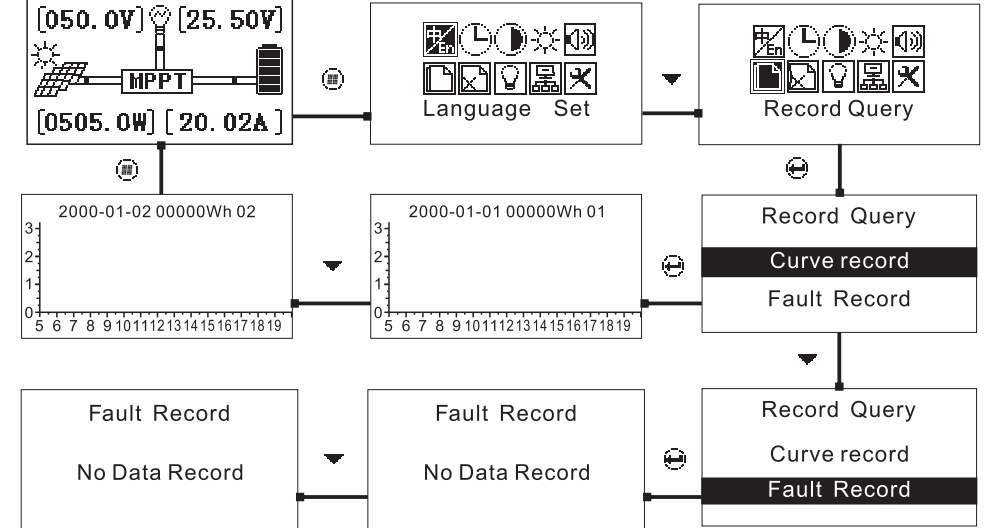 [050.0V] [25.50V]
MPPT
[0505.0W] [ 20.02A ]
中/En
Language Set
中/En
Record Query
2000-01-02 00000Wh 02
3
2
1
0
5 6 7 8 9 10 11 12 13 14 15 16 17 18 19
2000-01-01 00000Wh 01
3
2
1
0
5 6 7 8 9 10 11 12 13 14 15 16 17 18 19
Record Query
Curve record
Fault Record
Fault Record
No Data Record
Fault Record
No Data Record
Record Query
Curve record
Fault Record